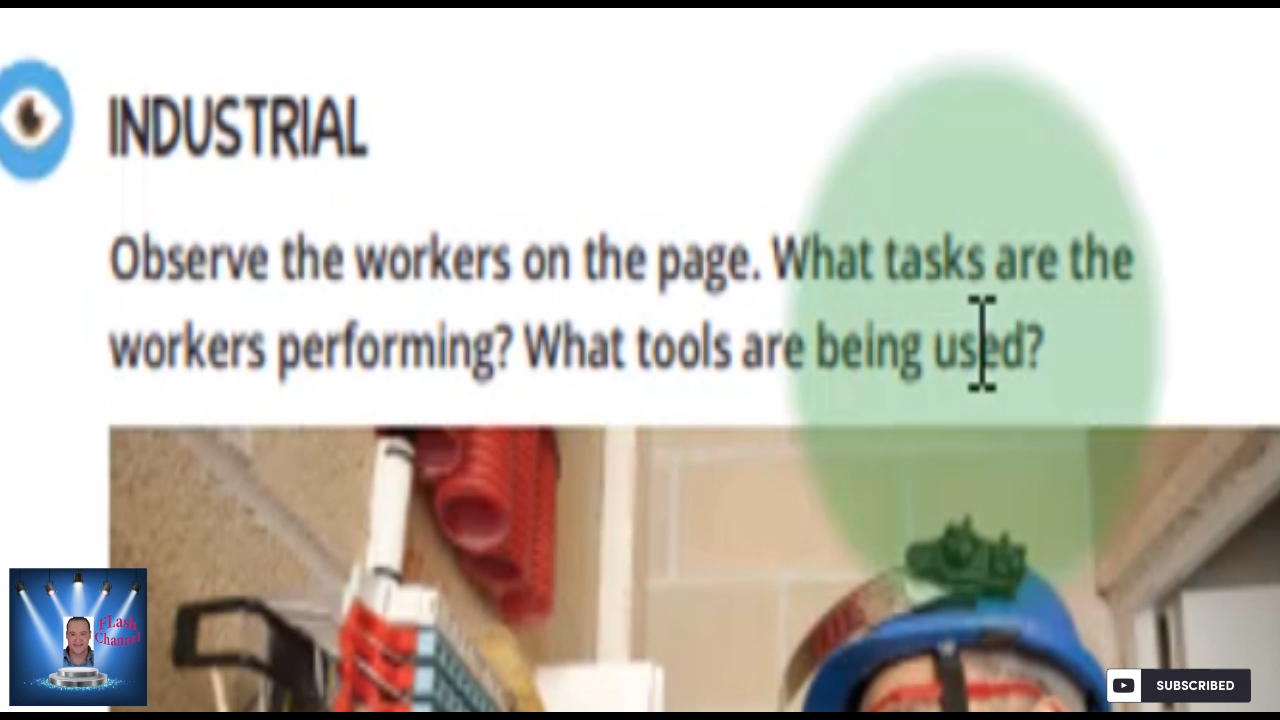 INDUSTRIAL
Observe the workers on the page. What tasks are the
workers performing? What tools are being used?
FLash
Channel
SUBSCRIBED